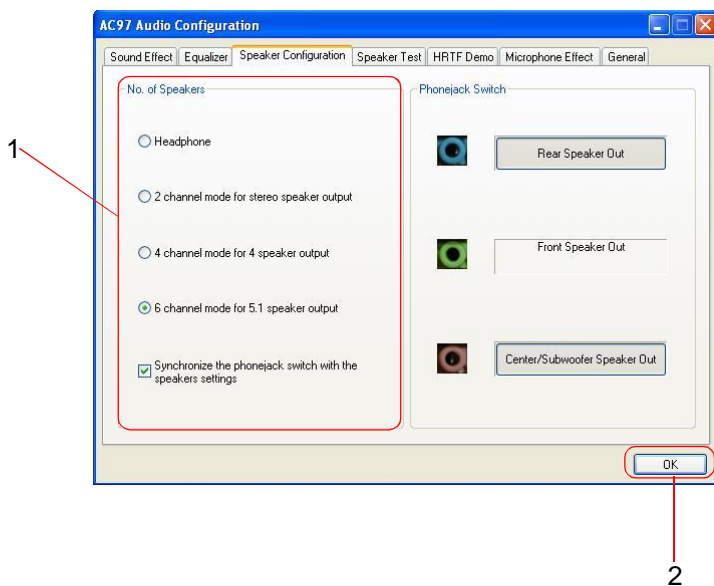 AC97 Audio Configuration
Sound Effect Equalizer Speaker Configuration Speaker Test HRTF Demo Microphone Effect General
No. of Speakers
Headphone
2 channel mode for stereo speaker output
4 channel mode for 4 speaker output
6 channel mode for 5.1 speaker output
Synchronize the phonejack switch with the
speakers settings
Phonejack Switch
Rear Speaker Out
Front Speaker Out
Center/Subwoofer Speaker Out
OK
1
2